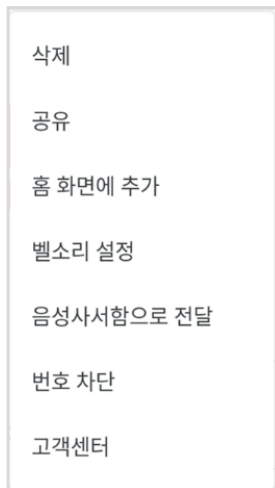 삭제
공유
홈 화면에 추가
벨소리 설정
음성사서함으로 전달
번호 차단
고객센터